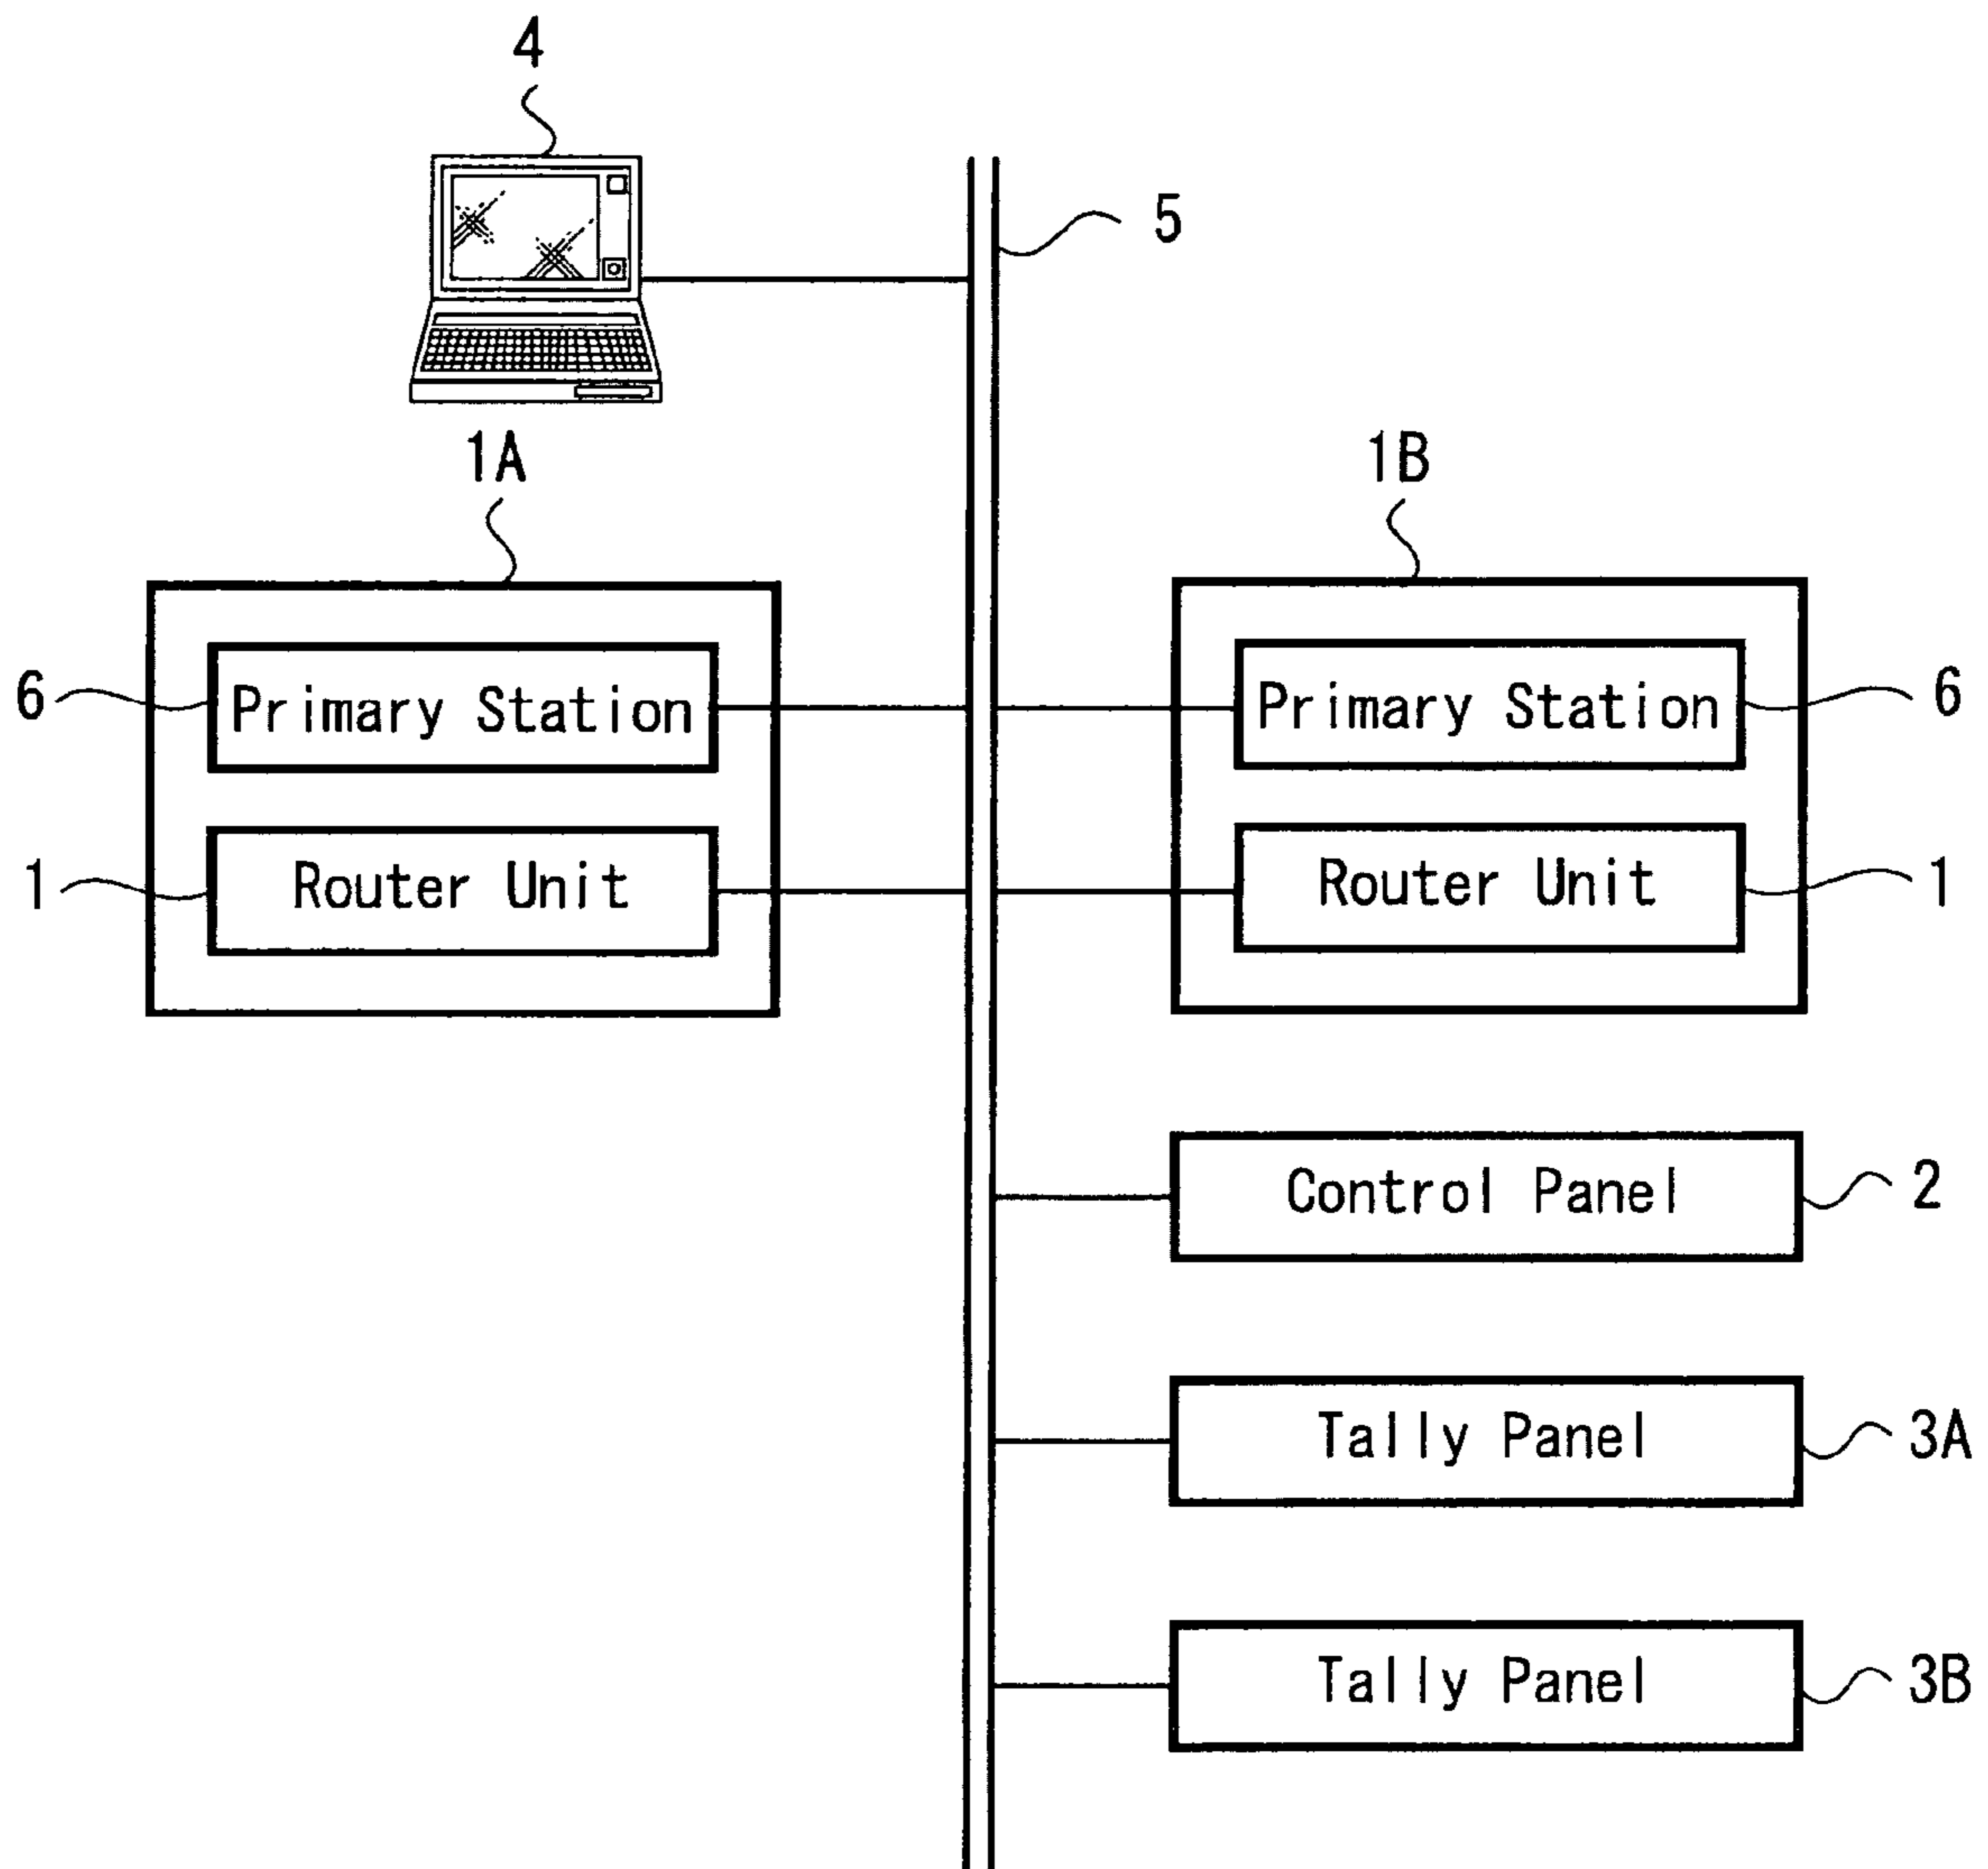 4
5
1A
1B
6 Primary Station
Primary Station 6
1 Router Unit
Router Unit 1
Control Panel 2
Tally Panel 3A
Tally Panel 3B